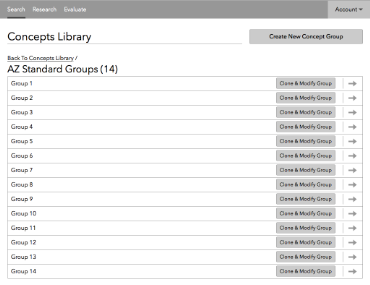 Search Research Evaluate Account
Concepts Library Create New Concept Group
Back To Concepts Library /
AZ Standard Groups (14)
Group 1 Clone & Modify Group
Group 2 Clone & Modify Group
Group 3 Clone & Modify Group
Group 4 Clone & Modify Group
Group 5 Clone & Modify Group
Group 6 Clone & Modify Group
Group 7 Clone & Modify Group
Group 8 Clone & Modify Group
Group 9 Clone & Modify Group
Group 10 Clone & Modify Group
Group 11 Clone & Modify Group
Group 12 Clone & Modify Group
Group 13 Clone & Modify Group
Group 14 Clone & Modify Group